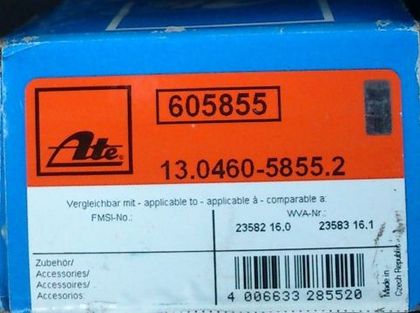 605855
Ate®
13.0460-5855.2
Vergleichbar mit - applicable to - applicable à - comparable a:
FMSI-No.: WVA-Nr.:
23582 16.0 23583 16.1
Zubehör/
Accessories/
Accessoires/
Accesorios:
Made in
Czech Republic
4 006633 285520